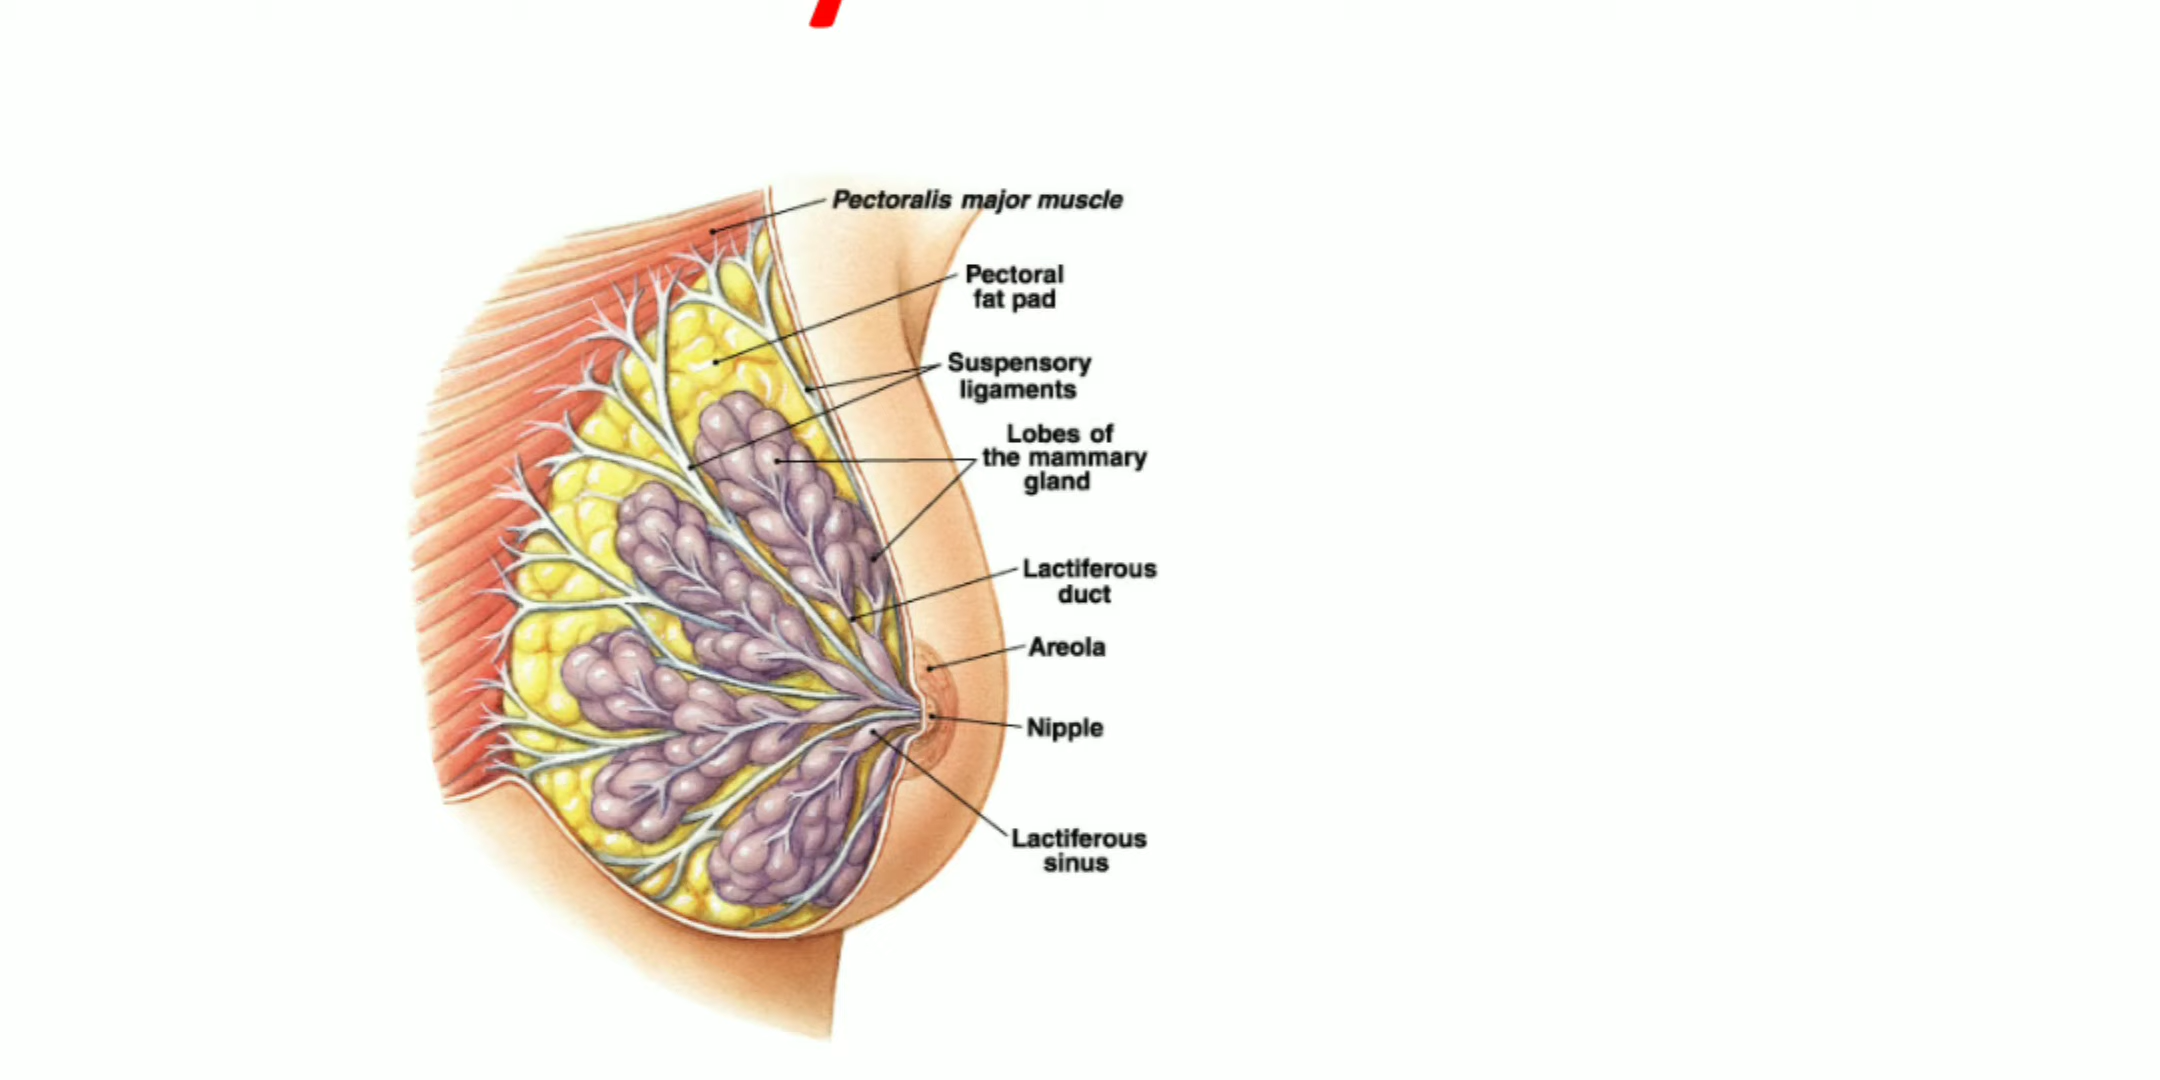 Pectoralis major muscle
Pectoral
fat pad
Suspensory
ligaments
Lobes of
the mammary
gland
Lactiferous
duct
Areola
Nipple
Lactiferous
sinus